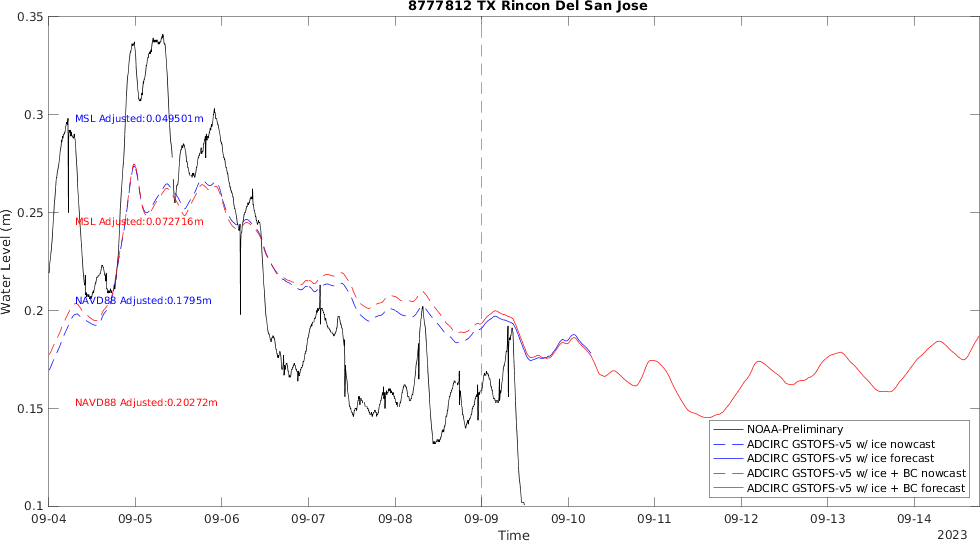 8777812 TX Rincon Del San Jose
0.35
0.3
0.25
0.2
0.15
0.1
Water Level (m)
MSL Adjusted:0.049501m
MSL Adjusted:0.072716m
NAVD88 Adjusted:0.1795m
NAVD88 Adjusted:0.20272m
NOAA-Preliminary
ADCIRC GSTOFS-v5 w/ ice nowcast
ADCIRC GSTOFS-v5 w/ ice forecast
ADCIRC GSTOFS-v5 w/ ice + BC nowcast
ADCIRC GSTOFS-v5 w/ ice + BC forecast
09-04 09-05 09-06 09-07 09-08 09-09 09-10 09-11 09-12 09-13 09-14
Time
2023